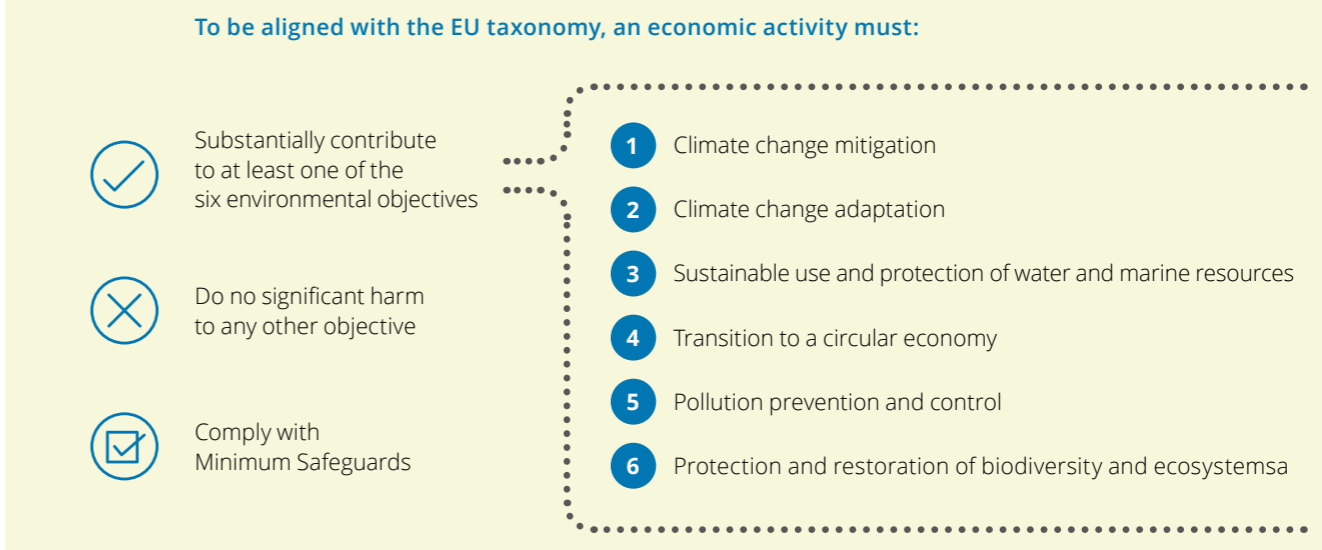 To be aligned with the EU taxonomy, an economic activity must:
Substantially contribute
to at least one of the
six environmental objectives
Do no significant harm
to any other objective
Comply with
Minimum Safeguards
1 Climate change mitigation
2 Climate change adaptation
3 Sustainable use and protection of water and marine resources
4 Transition to a circular economy
5 Pollution prevention and control
6 Protection and restoration of biodiversity and ecosystemsa